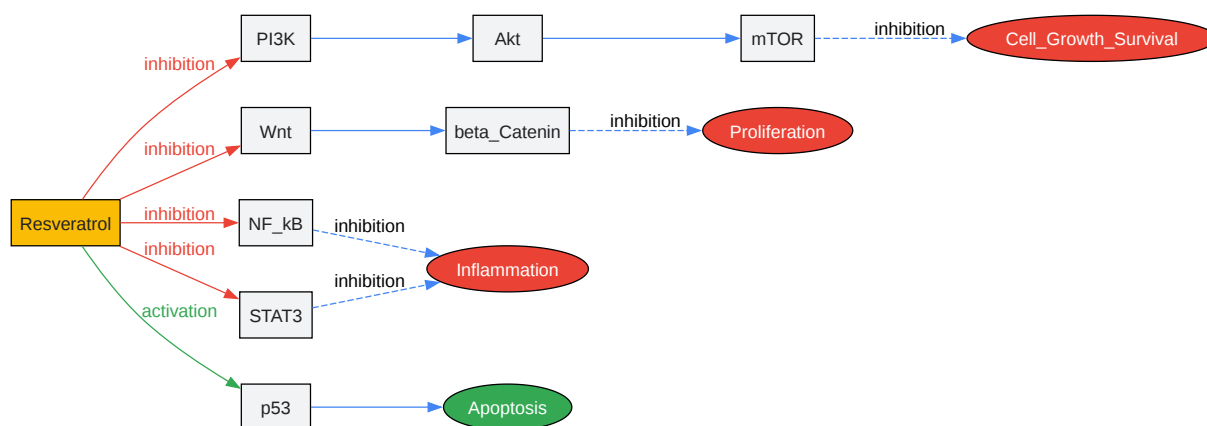 PI3K
Akt
mTOR
inhibition
Cell_Growth_Survival
inhibition
Wnt
beta_Catenin
inhibition
Proliferation
inhibition
Resveratrol
inhibition
NF_kB
inhibition
Inflammation
inhibition
STAT3
inhibition
activation
p53
Apoptosis